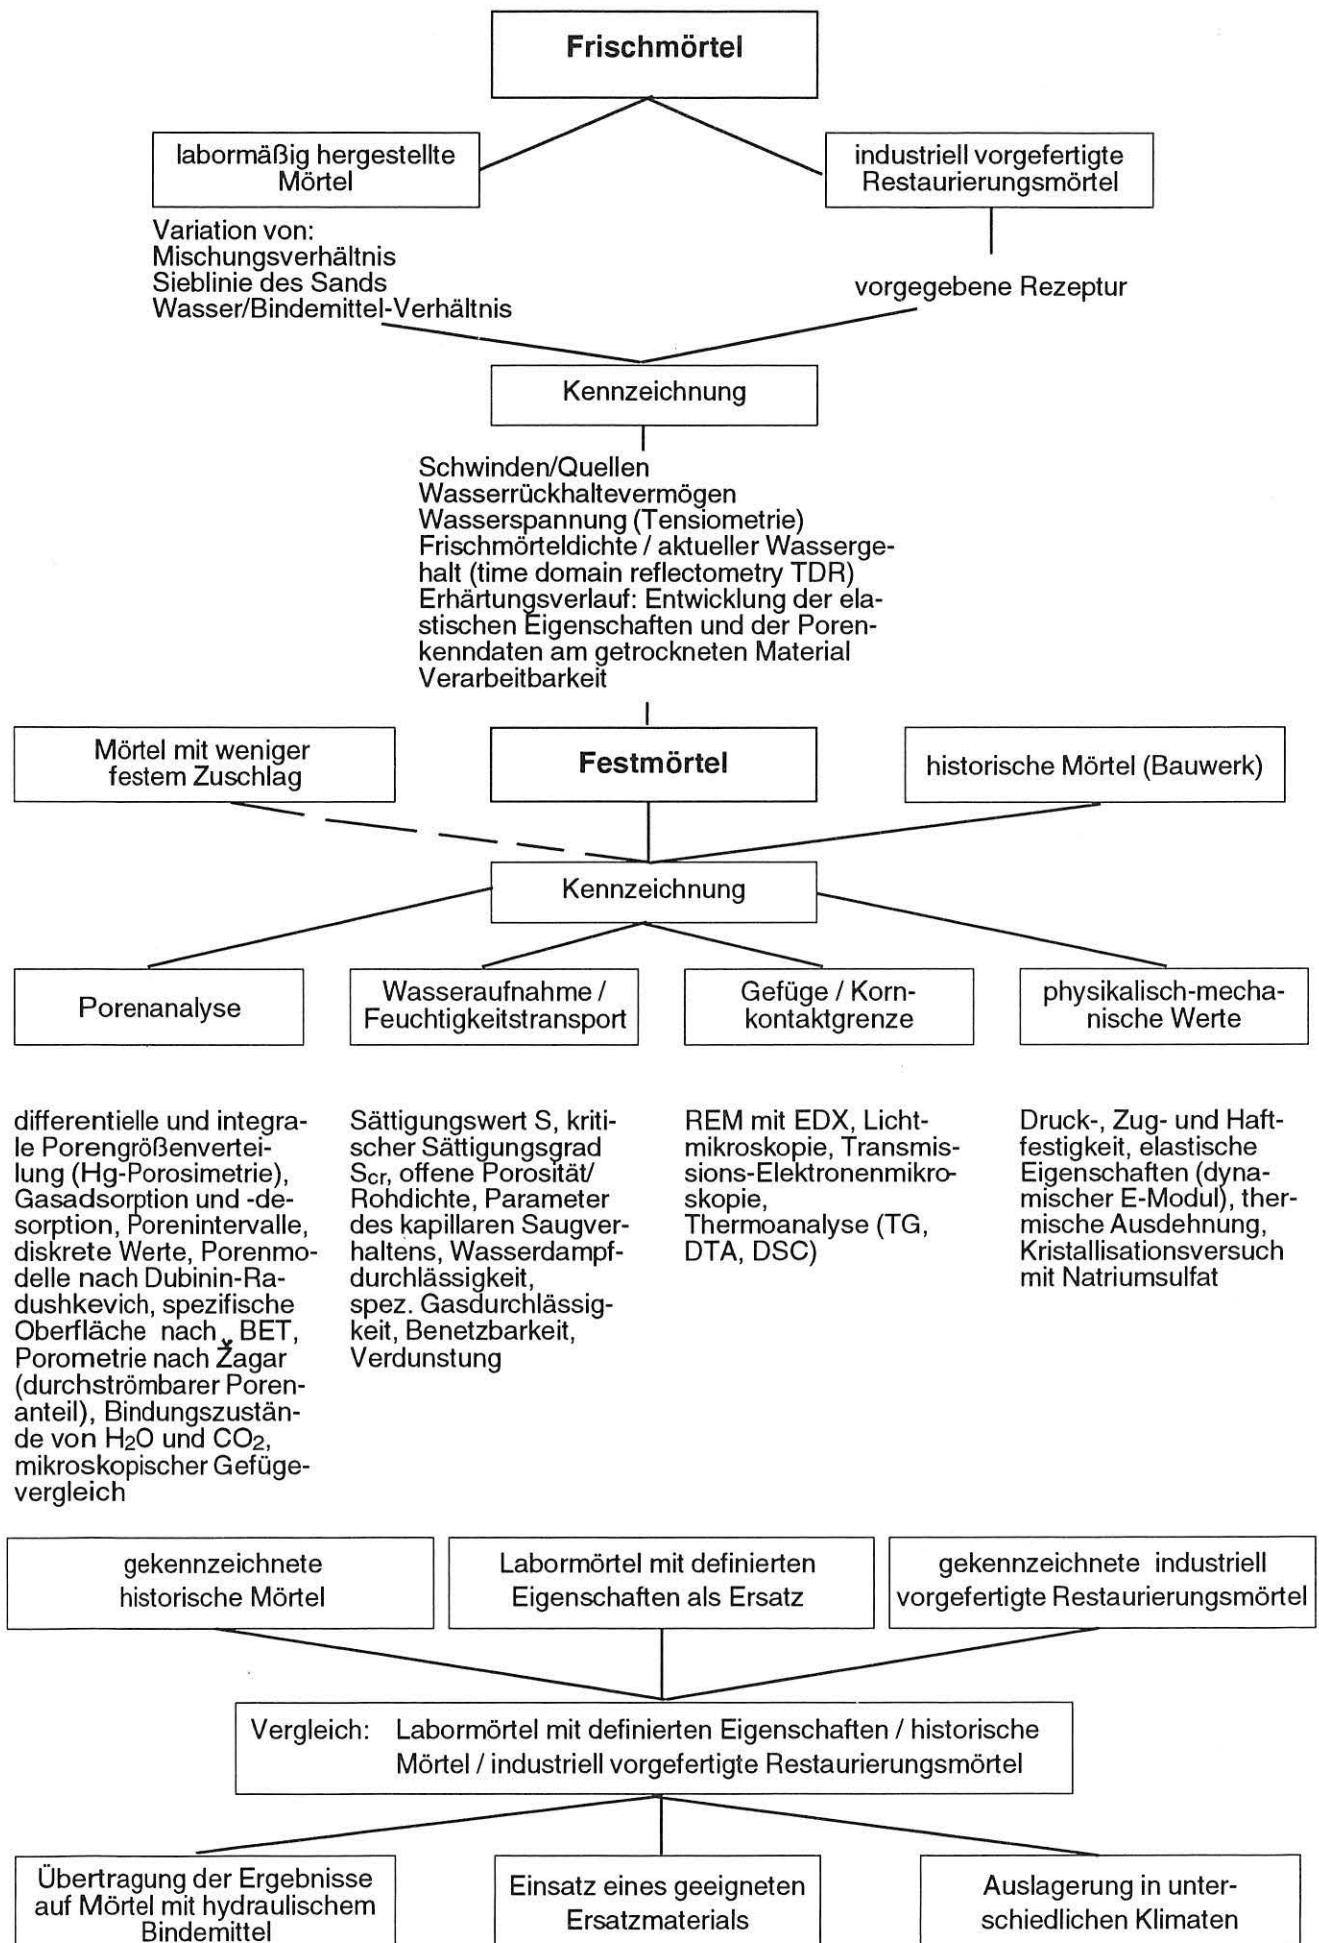 Frischmörtel
labormäßig hergestellte
Mörtel
industriell vorgefertigte
Restaurierungsmörtel
Variation von:
Mischungsverhältnis
Sieblinie des Sands
Wasser/Bindemittel-Verhältnis
vorgegebene Rezeptur
Kennzeichnung
Schwinden/Quellen
Wasserrückhaltevermögen
Wasserspannung (Tensiometrie)
Frischmörteldichte / aktueller Wasserge-
halt (time domain reflectometry TDR)
Erhärtungsverlauf: Entwicklung der ela-
stischen Eigenschaften und der Poren-
kenndaten am getrockneten Material
Verarbeitbarkeit
Mörtel mit weniger
festem Zuschlag
Festmörtel
historische Mörtel (Bauwerk)
Kennzeichnung
Porenanalyse
Wasseraufnahme /
Feuchtigkeitstransport
Gefüge / Korn-
kontaktgrenze
physikalisch-mecha-
nische Werte
differentielle und integra-
le Porengrößenvertei-
lung (Hg-Porosimetrie),
Gasadsorption und -de-
sorption, Porenintervalle,
diskrete Werte, Porenmo-
delle nach Dubinin-Ra-
dushkevich, spezifische
Oberfläche nach BET,
Porometrie nach Žagar
(durchströmbarer Poren-
anteil), Bindungszustän-
de von H2O und CO2,
mikroskopischer Gefüge-
vergleich
Sättigungswert S, kriti-
scher Sättigungsgrad
Scr, offene Porosität/
Rohdichte, Parameter
des kapillaren Saugver-
haltens, Wasserdampf-
durchlässigkeit,
spez. Gasdurchlässig-
keit, Benetzbarkeit,
Verdunstung
REM mit EDX, Licht-
mikroskopie, Transmis-
sions-Elektronenmikro-
skopie,
Thermoanalyse (TG,
DTA, DSC)
Druck-, Zug- und Haft-
festigkeit, elastische
Eigenschaften (dyna-
mischer E-Modul), ther-
mische Ausdehnung,
Kristallisationsversuch
mit Natriumsulfat
gekennzeichnete
historische Mörtel
Labormörtel mit definierten
Eigenschaften als Ersatz
gekennzeichnete industriell
vorgefertigte Restaurierungsmörtel
Vergleich: Labormörtel mit definierten Eigenschaften / historische
Mörtel / industriell vorgefertigte Restaurierungsmörtel
Übertragung der Ergebnisse
auf Mörtel mit hydraulischem
Bindemittel
Einsatz eines geeigneten
Ersatzmaterials
Auslagerung in unter-
schiedlichen Klimaten